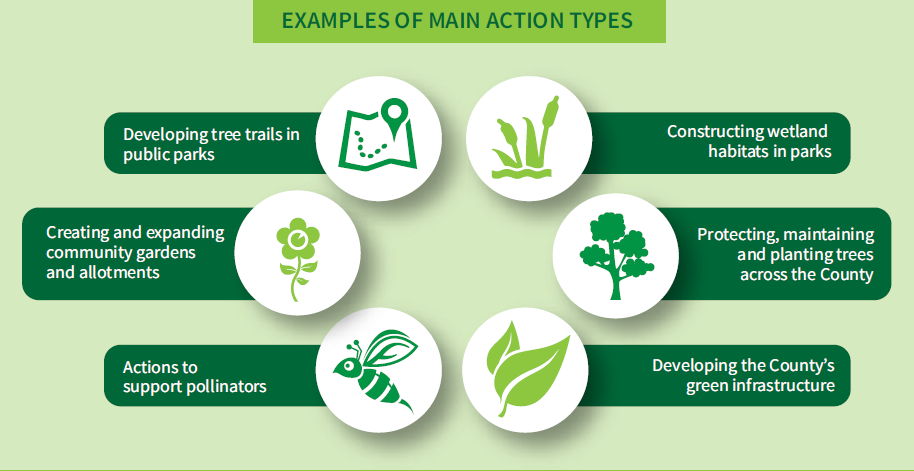 EXAMPLES OF MAIN ACTION TYPES
Developing tree trails in
public parks
Constructing wetland
habitats in parks
Creating and expanding
community gardens
and allotments
Protecting, maintaining
and planting trees
across the County
Actions to
support pollinators
Developing the County’s
green infrastructure